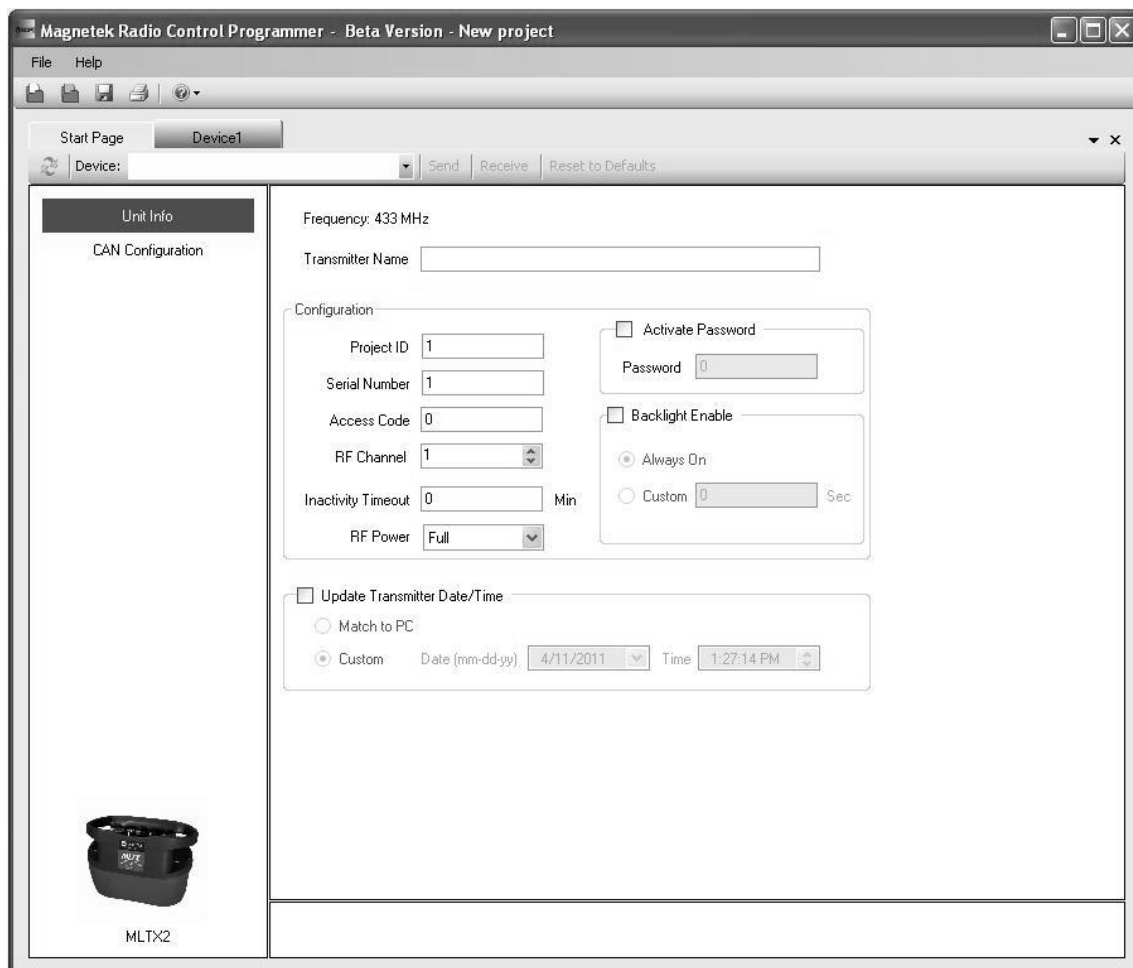 Magnetek Radio Control Programmer - Beta Version - New project
File Help
Start Page Device1
Device: Send Receive Reset to Defaults
Unit Info
CAN Configuration
Frequency: 433 MHz
Transmitter Name
Configuration
Project ID 1
Serial Number 1
Access Code 0
RF Channel 1
Inactivity Timeout 0 Min
RF Power Full
Activate Password
Password 0
Backlight Enable
Always On
Custom 0 Sec
Update Transmitter Date/Time
Match to PC
Custom Date (mm-dd-yy) 4/11/2011 Time 1:27:14 PM
MLTX2